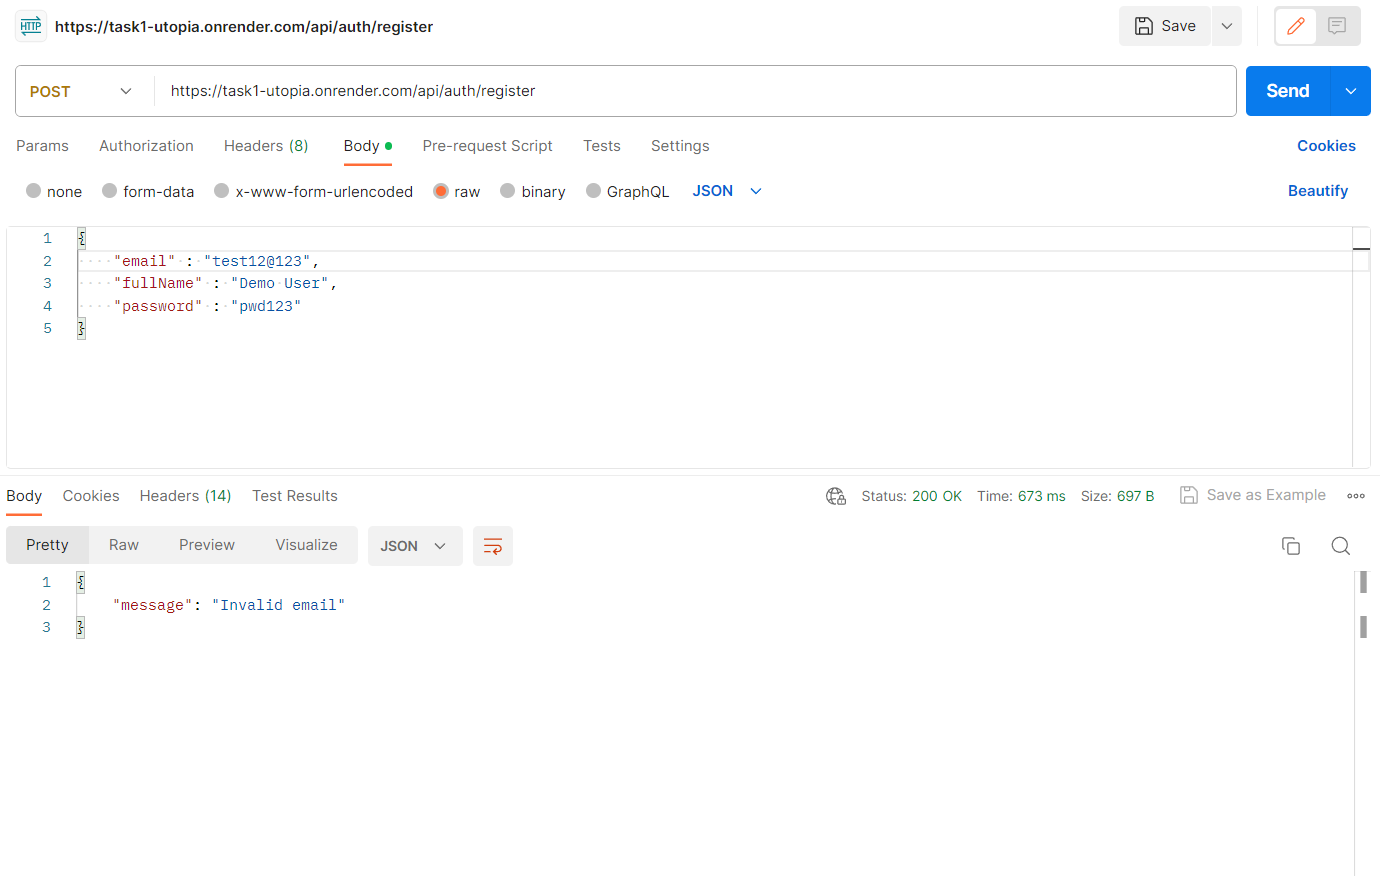 HTTP https://task1-utopia.onrender.com/api/auth/register Save
POST https://task1-utopia.onrender.com/api/auth/register Send
Params Authorization Headers (8) Body Pre-request Script Tests Settings Cookies
none form-data x-www-form-urlencoded raw binary GraphQL JSON Beautify
1 {
2 "email" : "test12@123",
3 "fullName" : "Demo User",
4 "password" : "pwd123"
5 }
Body Cookies Headers (14) Test Results Status: 200 OK Time: 673 ms Size: 697 B Save as Example
Pretty Raw Preview Visualize JSON
1 {
2 "message": "Invalid email"
3 }